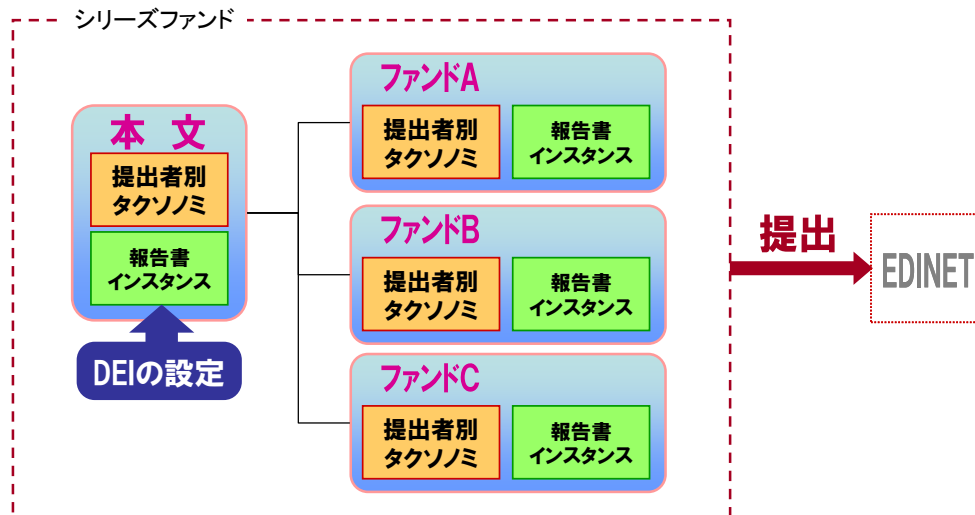 シリーズファンド
本文
提出者別
タクソノミ
報告書
インスタンス
DEIの設定
ファンドA
提出者別
タクソノミ
報告書
インスタンス
ファンドB
提出者別
タクソノミ
報告書
インスタンス
ファンドC
提出者別
タクソノミ
報告書
インスタンス
提出
EDINET